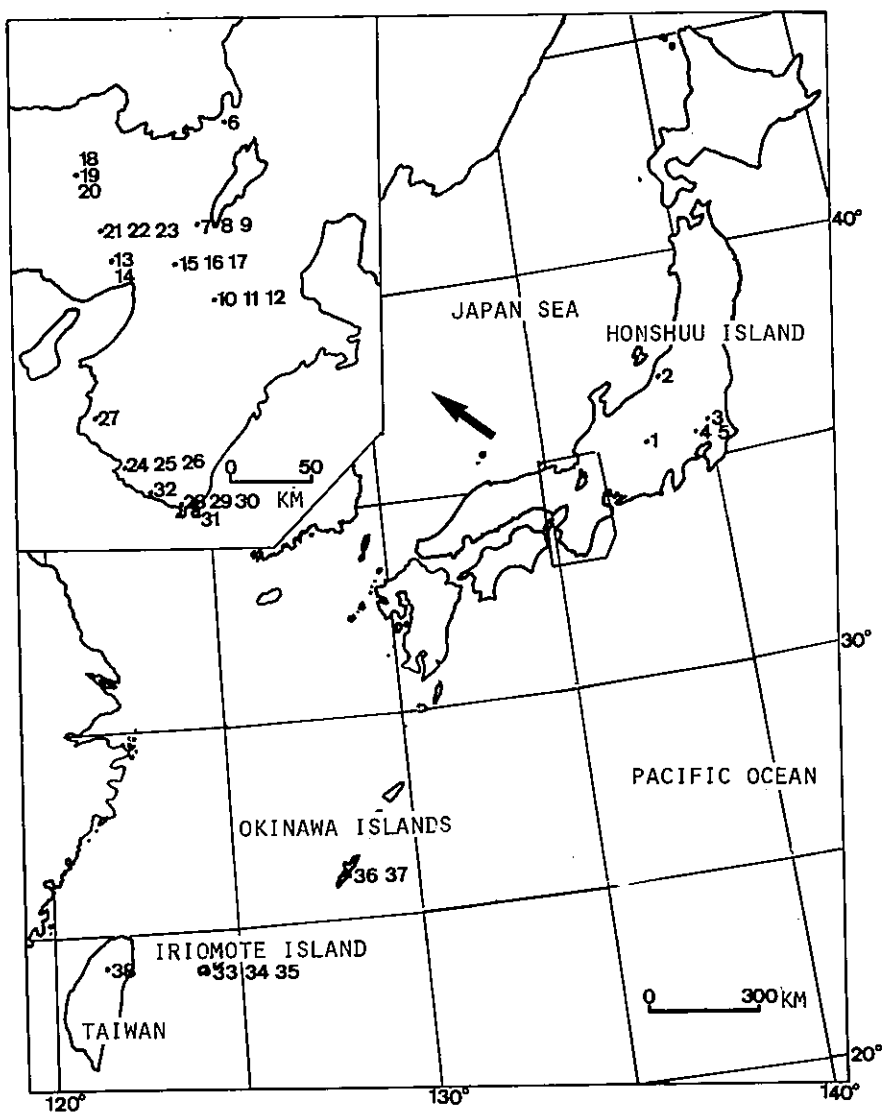 6
18
19
20
21 22 23
7 8 9
13
14
15 16 17
10 11 12
27
24 25 26
32
28 29 30
31
0 50
KM
JAPAN SEA
HONSHUU ISLAND
2
3
4 5
1
40°
30°
PACIFIC OCEAN
OKINAWA ISLANDS
36 37
IRIOMOTE ISLAND
38
33 34 35
TAIWAN
0 300 KM
20°
120°
130°
140°